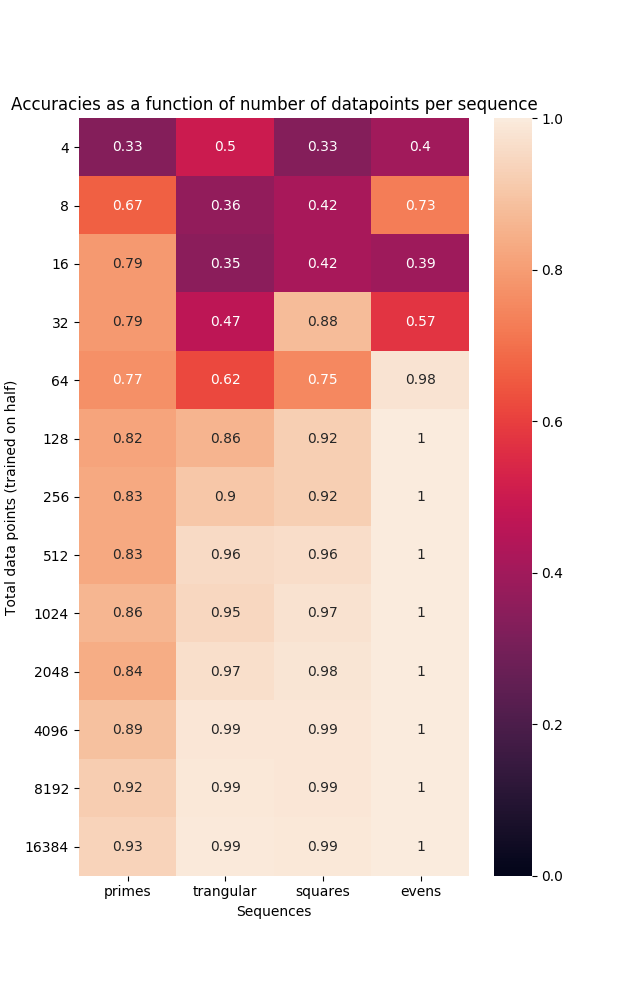 Accuracies as a function of number of datapoints per sequence
Total data points (trained on half)
4 0.33 0.5 0.33 0.4
8 0.67 0.36 0.42 0.73
16 0.79 0.35 0.42 0.39
32 0.79 0.47 0.88 0.57
64 0.77 0.62 0.75 0.98
128 0.82 0.86 0.92 1
256 0.83 0.9 0.92 1
512 0.83 0.96 0.96 1
1024 0.86 0.95 0.97 1
2048 0.84 0.97 0.98 1
4096 0.89 0.99 0.99 1
8192 0.92 0.99 0.99 1
16384 0.93 0.99 0.99 1
primes trangular squares evens
Sequences
1.0
0.8
0.6
0.4
0.2
0.0